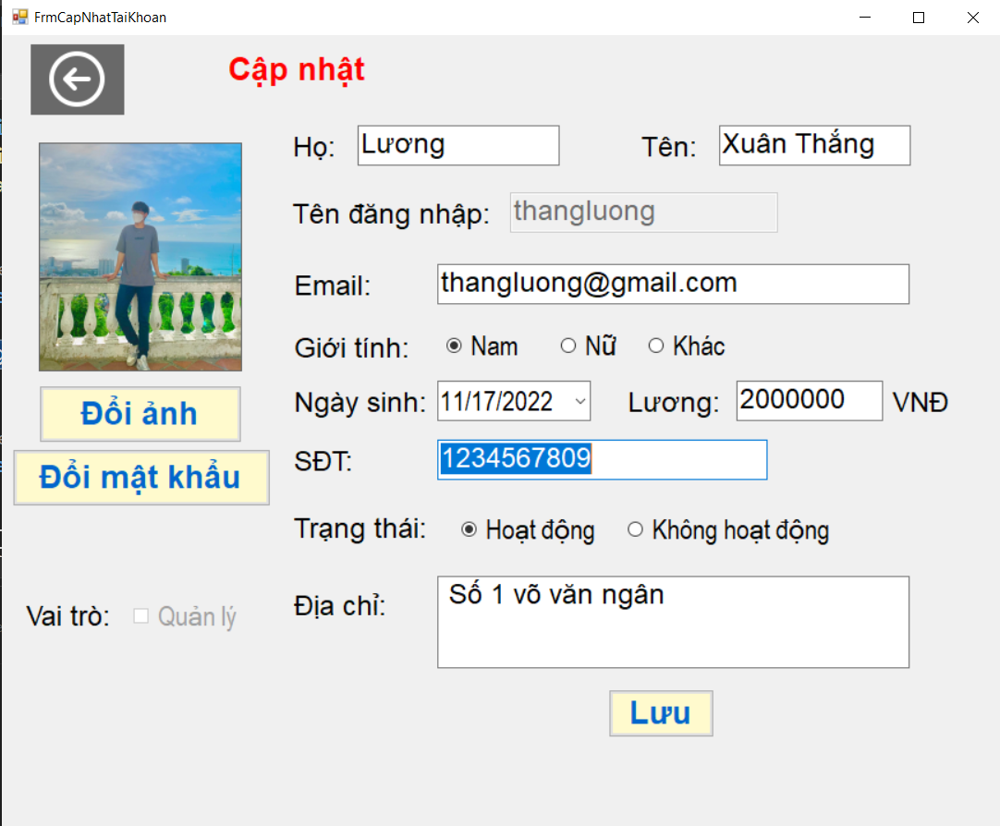 FrmCapNhatTaiKhoan
Cập nhật
Họ: Lương Tên: Xuân Thắng
Tên đăng nhập: thangluong
Email: thangluong@gmail.com
Giới tính: Nam Nữ Khác
Đổi ảnh
Ngày sinh: 11/17/2022 Lương: 2000000 VNĐ
SĐT: 1234567809
Đổi mật khẩu
Trạng thái: Hoạt động Không hoạt động
Vai trò: Quản lý
Địa chỉ: Số 1 võ văn ngân
Lưu